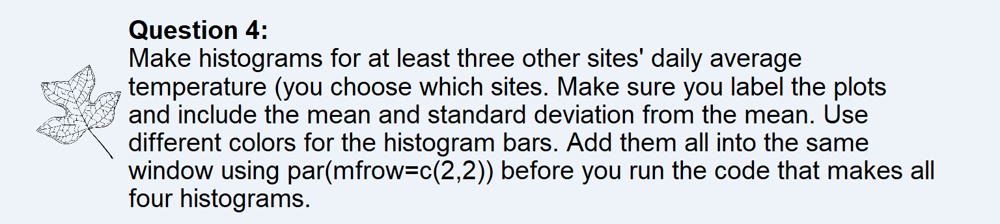 Question 4:
Make histograms for at least three other sites' daily average
temperature (you choose which sites. Make sure you label the plots
and include the mean and standard deviation from the mean. Use
different colors for the histogram bars. Add them all into the same
window using par(mfrow=c(2,2)) before you run the code that makes all
four histograms.